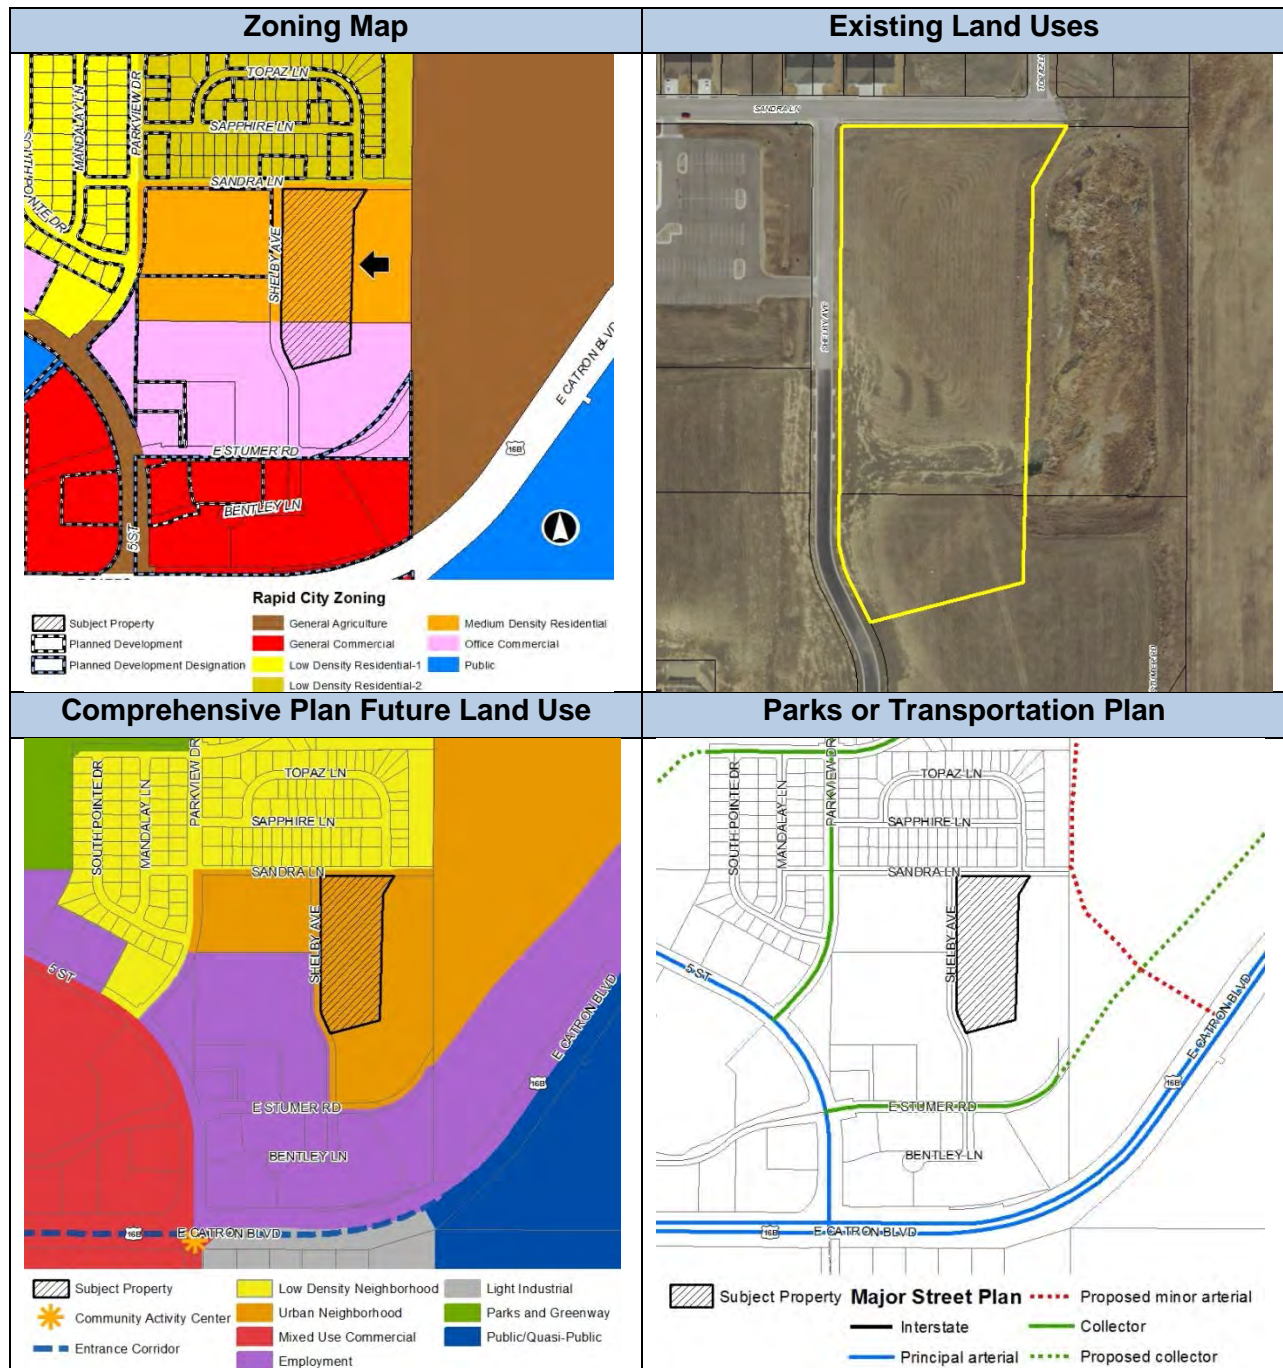 Zoning Map
Existing Land Uses
TOPAZ LN
MANDALAY LN
PARKVIEW DR
SAPPHIRE LN
SANDRA LN
SHELBY AVE
E STUMER RD
BENTLEY LN
5 ST
E CATRON BLVD
16B
Rapid City Zoning
Subject Property
Planned Development
Planned Development Designation
General Agriculture
General Commercial
Low Density Residential-1
Low Density Residential-2
Medium Density Residential
Office Commercial
Public
SANDRA LN
TOPAZ LN
SHELBY AVE
Comprehensive Plan Future Land Use
Parks or Transportation Plan
SOUTH POINTE DR
MANDALAY LN
PARKVIEW DR
TOPAZ LN
SAPPHIRE LN
SANDRA LN
SHELBY AVE
5 ST
E STUMER RD
BENTLEY LN
E CATRON BLVD
16B
16B
E CATRON BLVD
Subject Property
Community Activity Center
Entrance Corridor
Low Density Neighborhood
Urban Neighborhood
Mixed Use Commercial
Employment
Light Industrial
Parks and Greenway
Public/Quasi-Public
SOUTH POINTE DR
MANDALAY LN
PARKVIEW DR
TOPAZ LN
SAPPHIRE LN
SANDRA LN
SHELBY AVE
5 ST
E STUMER RD
BENTLEY LN
E CATRON BLVD
16B
16B
E CATRON BLVD
Subject Property
Major Street Plan
Interstate
Principal arterial
Proposed minor arterial
Collector
Proposed collector